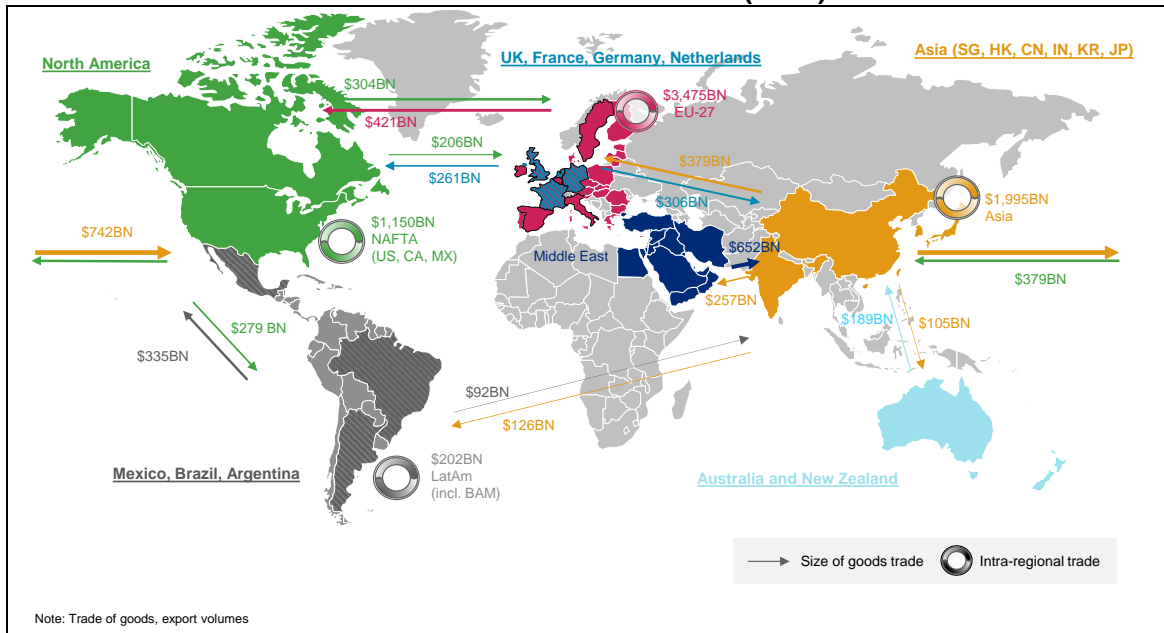 North America
UK, France, Germany, Netherlands
Asia (SG, HK, CN, IN, KR, JP)
$304BN
$421BN
$3,475BN
EU-27
$206BN
$261BN
$379BN
$306BN
$1,995BN
Asia
$742BN
$1,150BN
NAFTA
(US, CA, MX)
Middle East
$652BN
$257BN
$379BN
$279 BN
$335BN
$189BN
$105BN
$92BN
$126BN
Mexico, Brazil, Argentina
$202BN
LatAm
(incl. BAM)
Australia and New Zealand
Size of goods trade
Intra-regional trade
Note: Trade of goods, export volumes